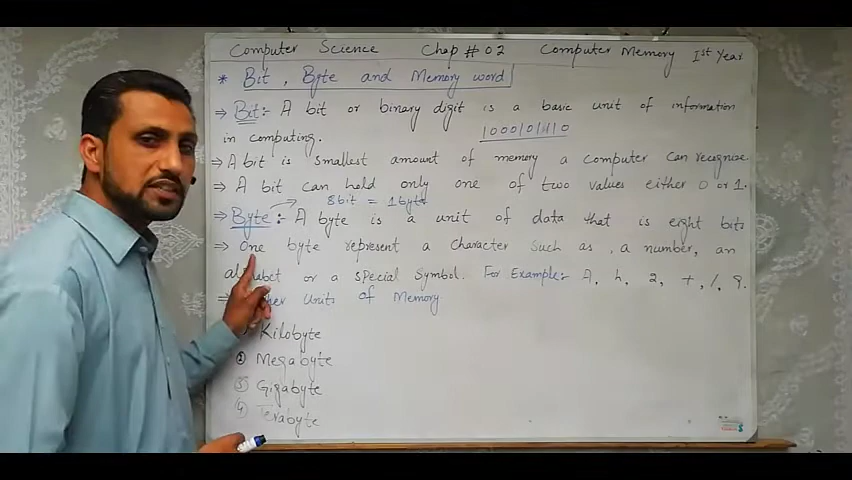 Computer Science Chap # 02 Computer Memory Ist Year
* Bit, Byte and Memory word
⇒ Bit:- A bit or binary digit is a basic unit of information
in computing.
⇒ A bit is smallest amount of memory a computer can recognize
⇒ A bit can hold only one of two values either 0 or 1.
8bit = 1byte
⇒ Byte :- A byte is a unit of data that is eight bits
⇒ One byte represent a character such as, a number, an
alphabet or a special symbol. For Example:- A, h, 2, +, %, 9.
⇒ Units of Memory
Kilobyte
② Megabyte
③ Gigabyte
④ Terabyte